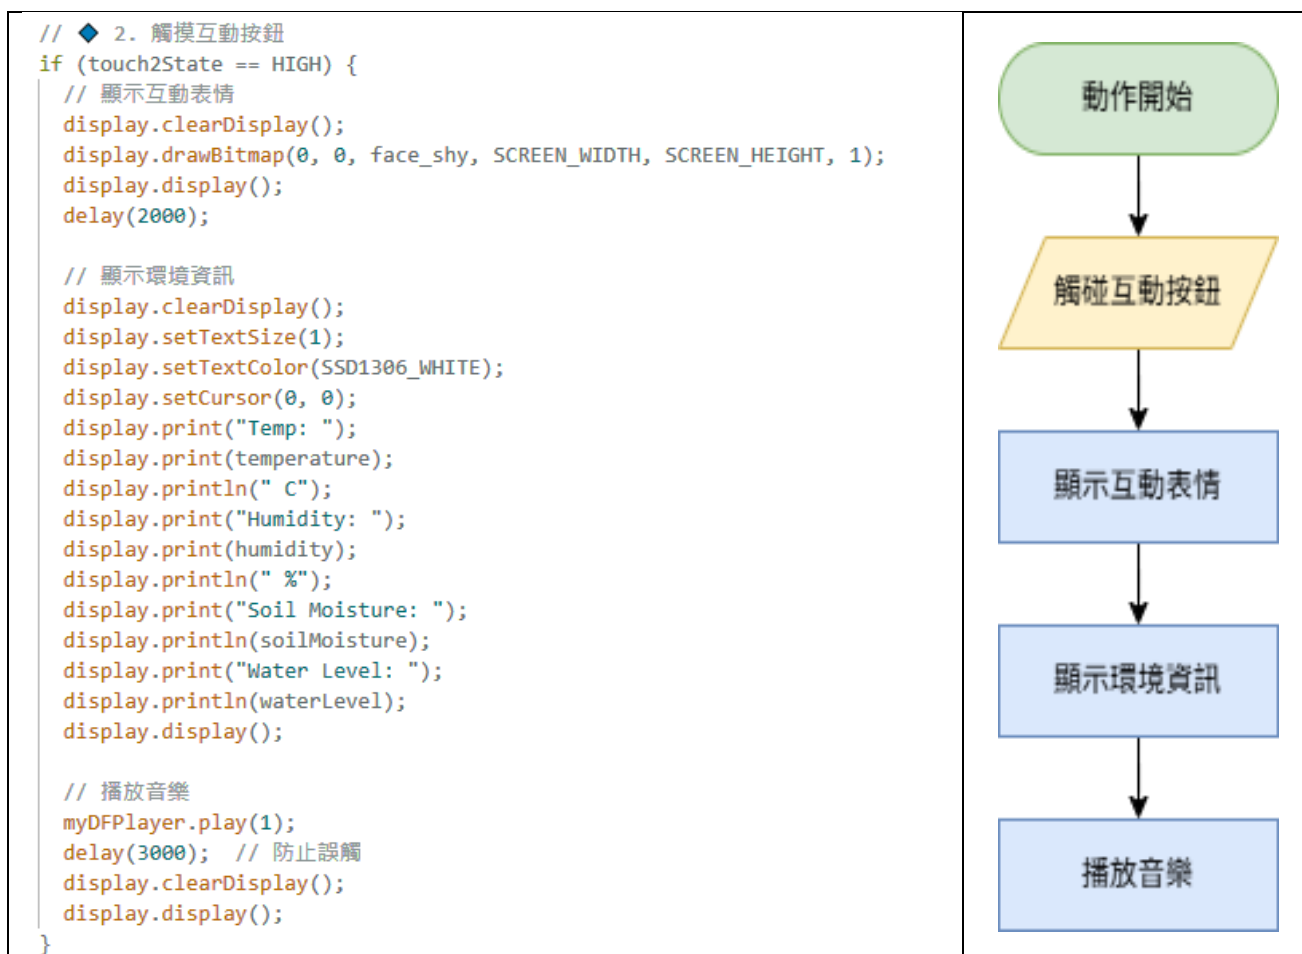 // 🔷 2. 觸摸互動按鈕
if (touch2State == HIGH) {
  // 顯示互動表情
  display.clearDisplay();
  display.drawBitmap(0, 0, face_shy, SCREEN_WIDTH, SCREEN_HEIGHT, 1);
  display.display();
  delay(2000);

  // 顯示環境資訊
  display.clearDisplay();
  display.setTextSize(1);
  display.setTextColor(SSD1306_WHITE);
  display.setCursor(0, 0);
  display.print("Temp: ");
  display.print(temperature);
  display.println(" C");
  display.print("Humidity: ");
  display.print(humidity);
  display.println(" %");
  display.print("Soil Moisture: ");
  display.println(soilMoisture);
  display.print("Water Level: ");
  display.println(waterLevel);
  display.display();

  // 播放音樂
  myDFPlayer.play(1);
  delay(3000);  // 防止誤觸
  display.clearDisplay();
  display.display();
}
動作開始
觸碰互動按鈕
顯示互動表情
顯示環境資訊
播放音樂